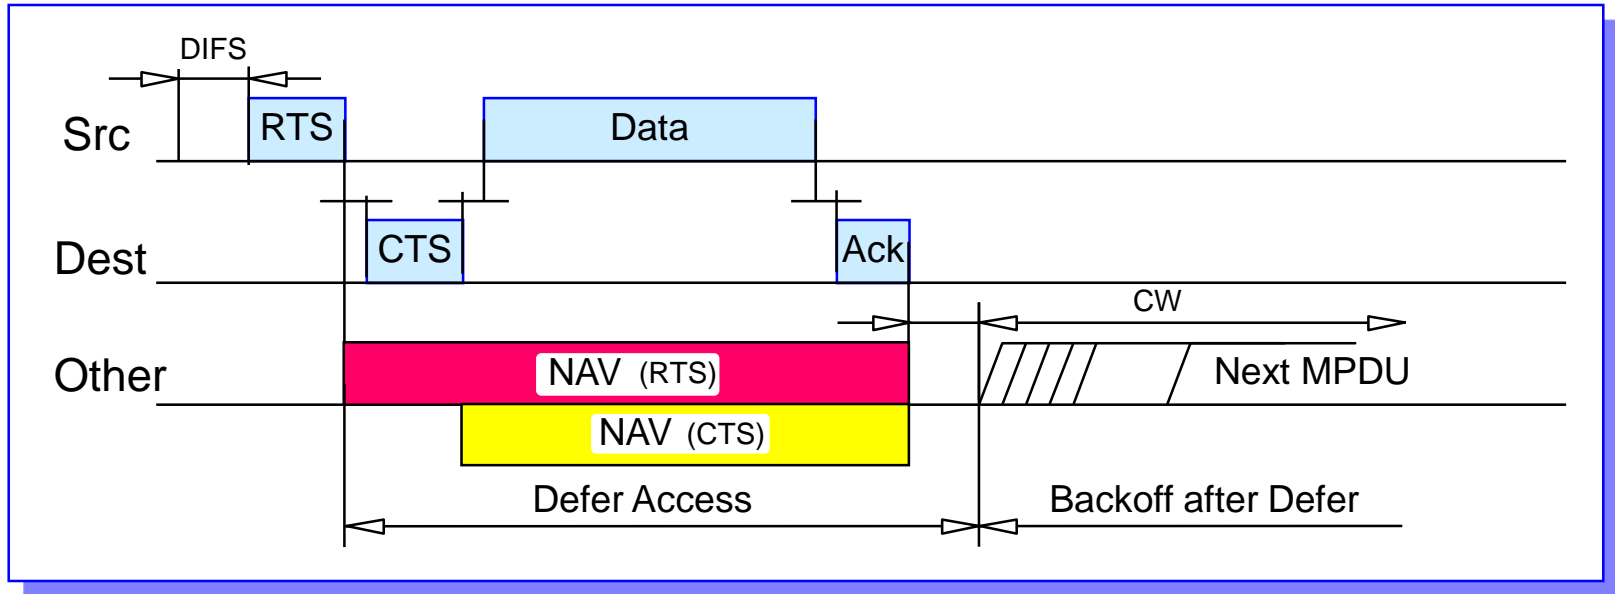 DIFS
Src
RTS
Data
Dest
CTS
Ack
CW
Other
NAV (RTS)
Next MPDU
NAV (CTS)
Defer Access
Backoff after Defer